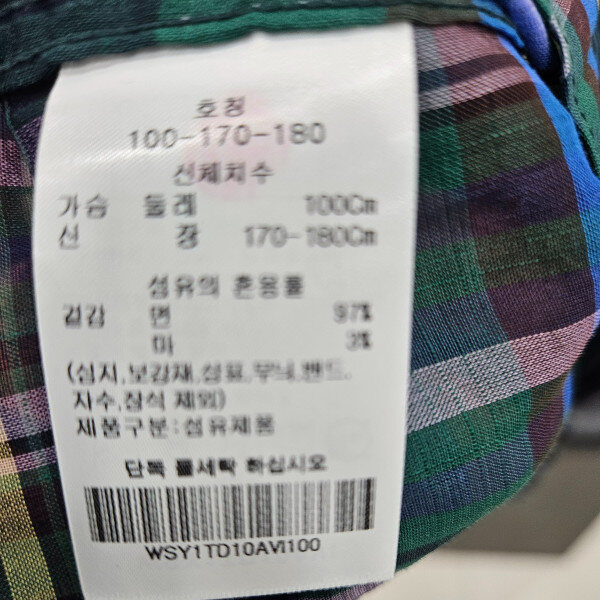 호칭
100-170-180
신체치수
가슴 둘레 100Cm
신 장 170-180Cm
섬유의 혼용률
겉감 면 97%
마 3%
(심지,보강재,심표,무늬,밴드,
자수,장식 제외)
제품구분:섬유제품
단독 물세탁 하십시오
WSY1TD10AVI100